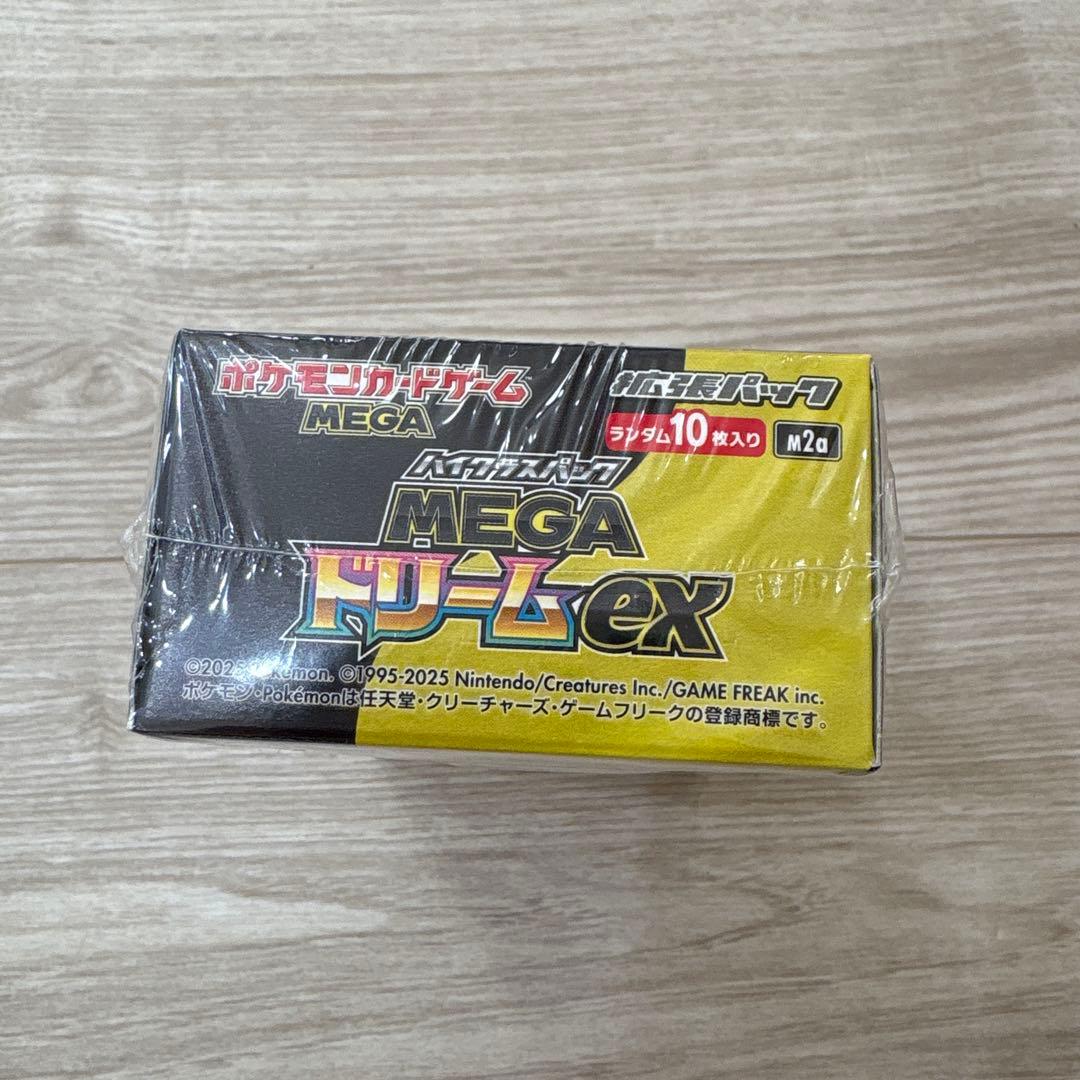 ポケモンカードゲーム
MEGA
拡張パック
ランダム10枚入り M2a
ハイクラスパック
MEGA
ドリームex
©2025 Pokémon. ©1995-2025 Nintendo/Creatures Inc./GAME FREAK inc.
ポケモン・Pokémonは任天堂・クリーチャーズ・ゲームフリークの登録商標です。